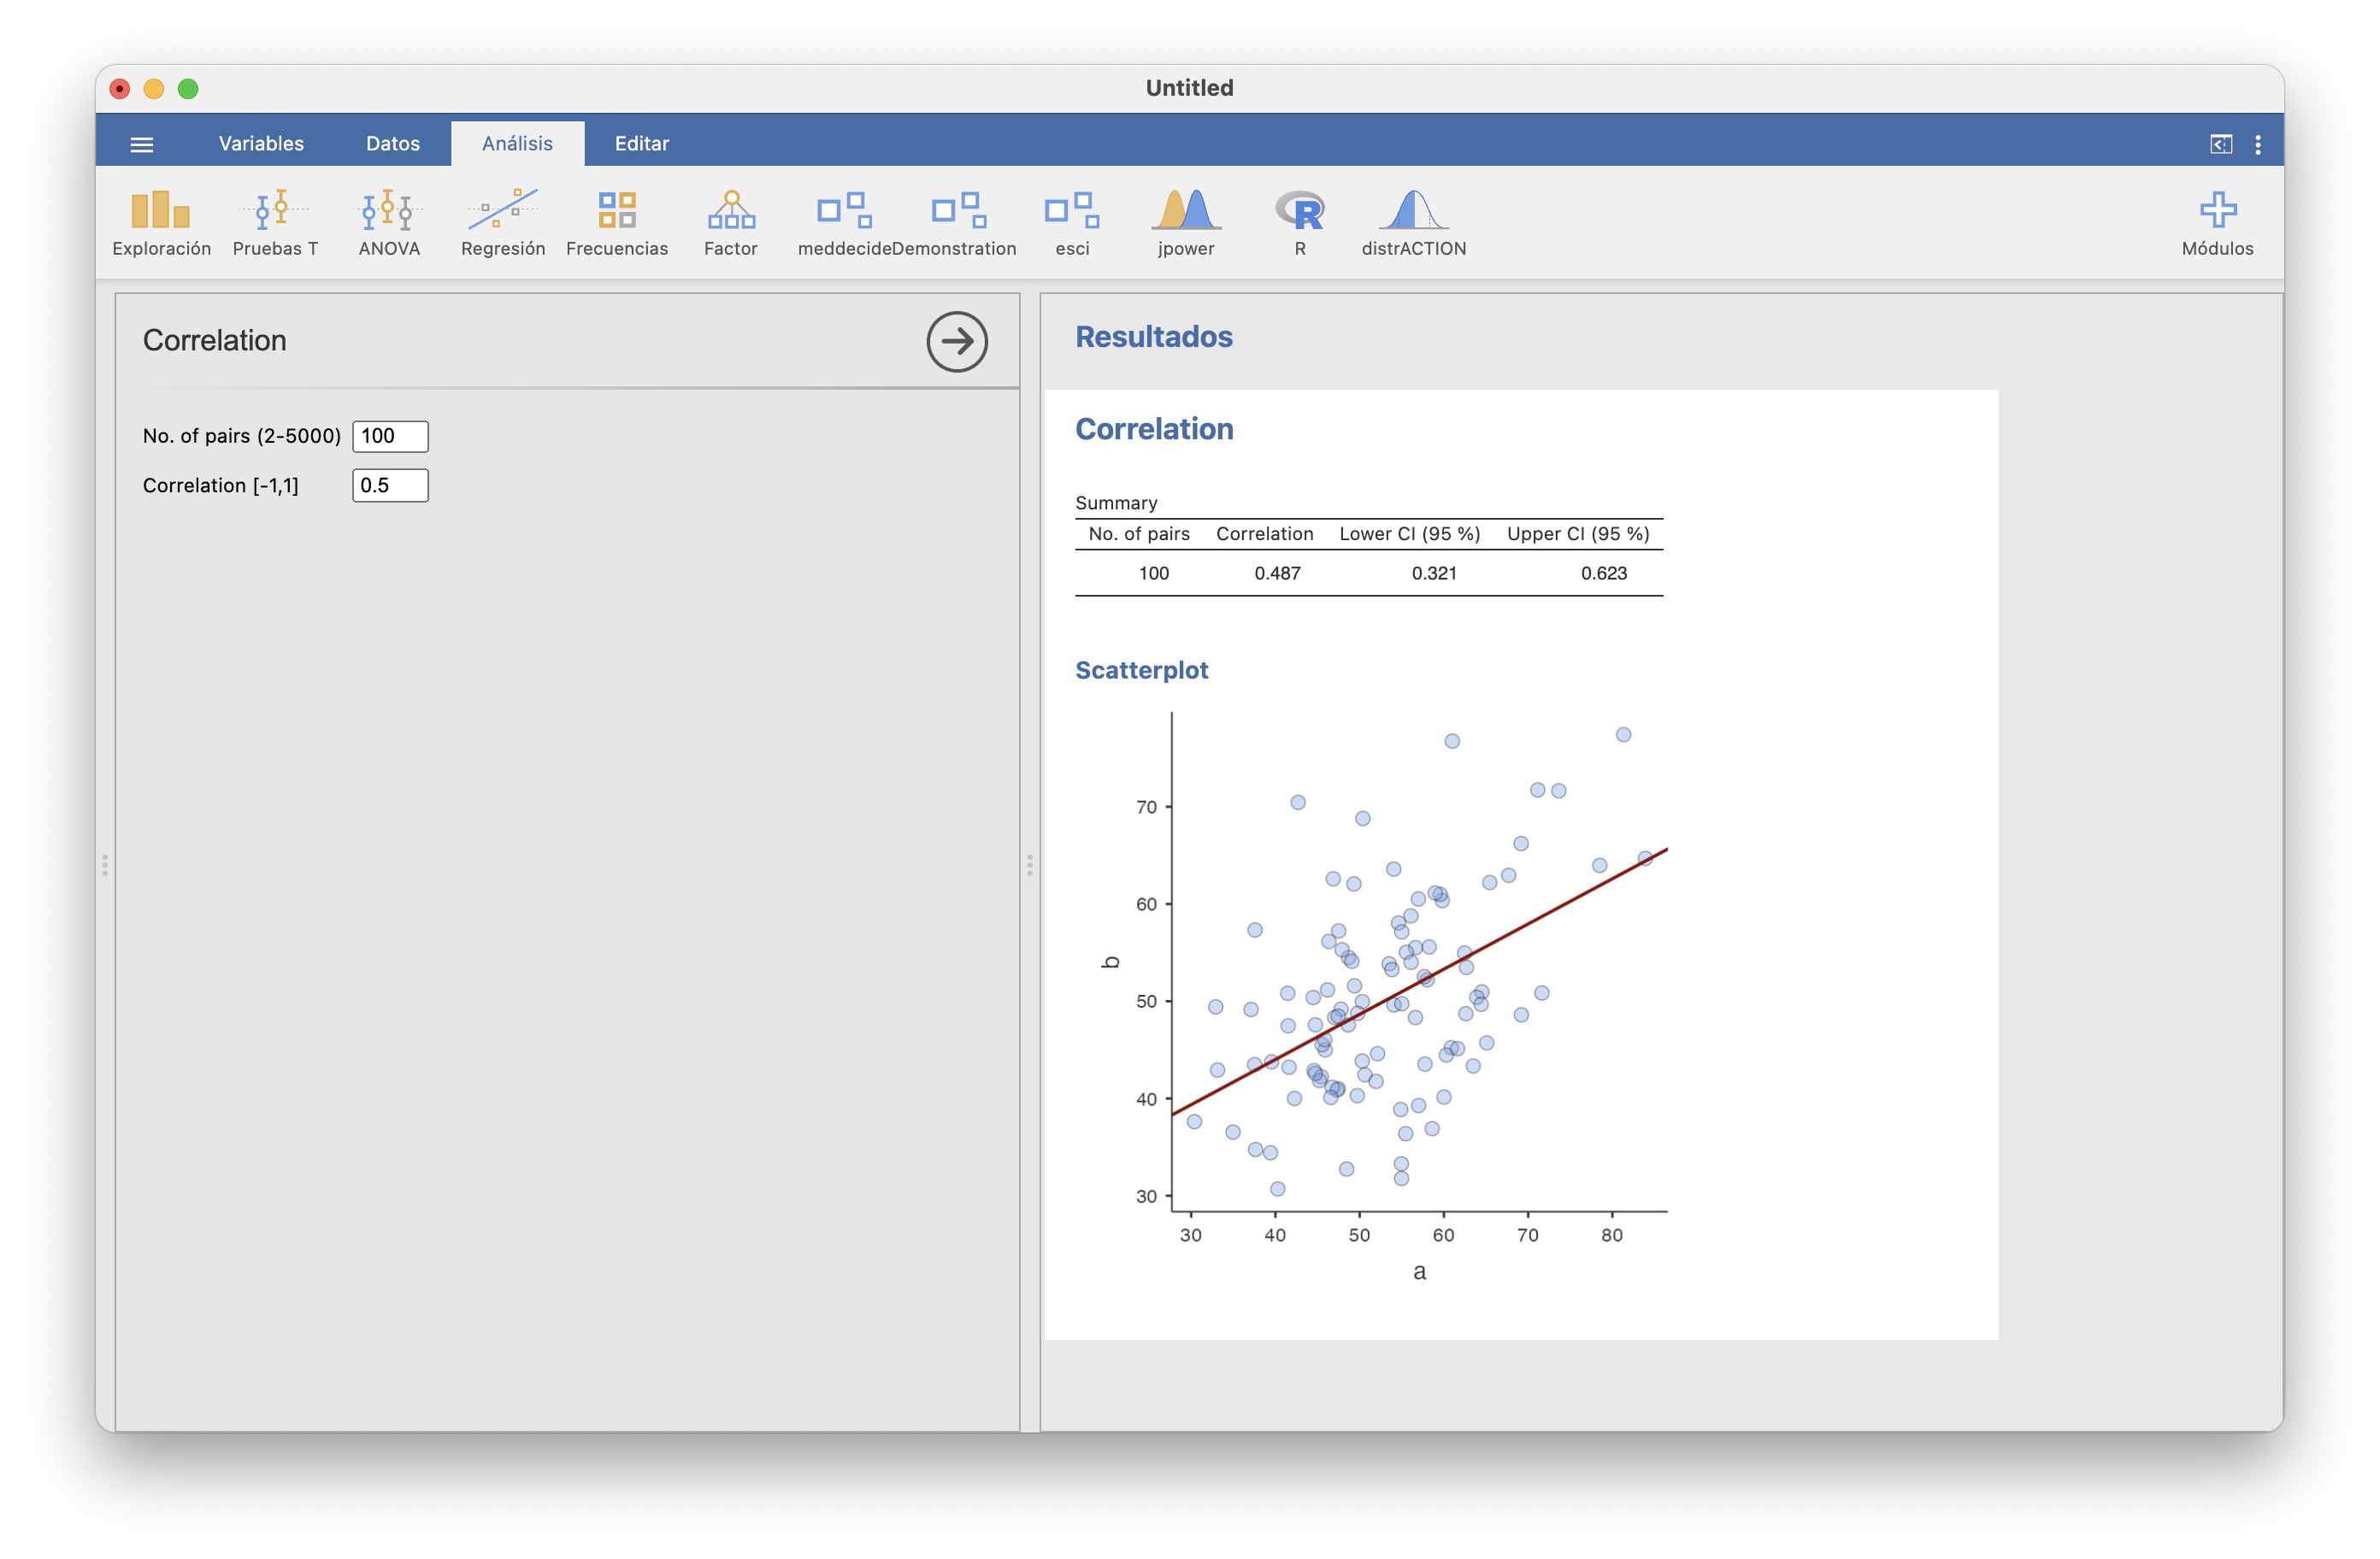 Untitled
Variables Datos Análisis Editar
Exploración Pruebas T ANOVA Regresión Frecuencias Factor meddecide Demonstration esci jpower R distrACTION Módulos
Correlation
No. of pairs (2-5000) 100
Correlation [-1,1] 0.5
Resultados
Correlation
Summary
No. of pairs Correlation Lower CI (95 %) Upper CI (95 %)
100 0.487 0.321 0.623
Scatterplot
70
60
b
50
40
30
30 40 50 60 70 80
a